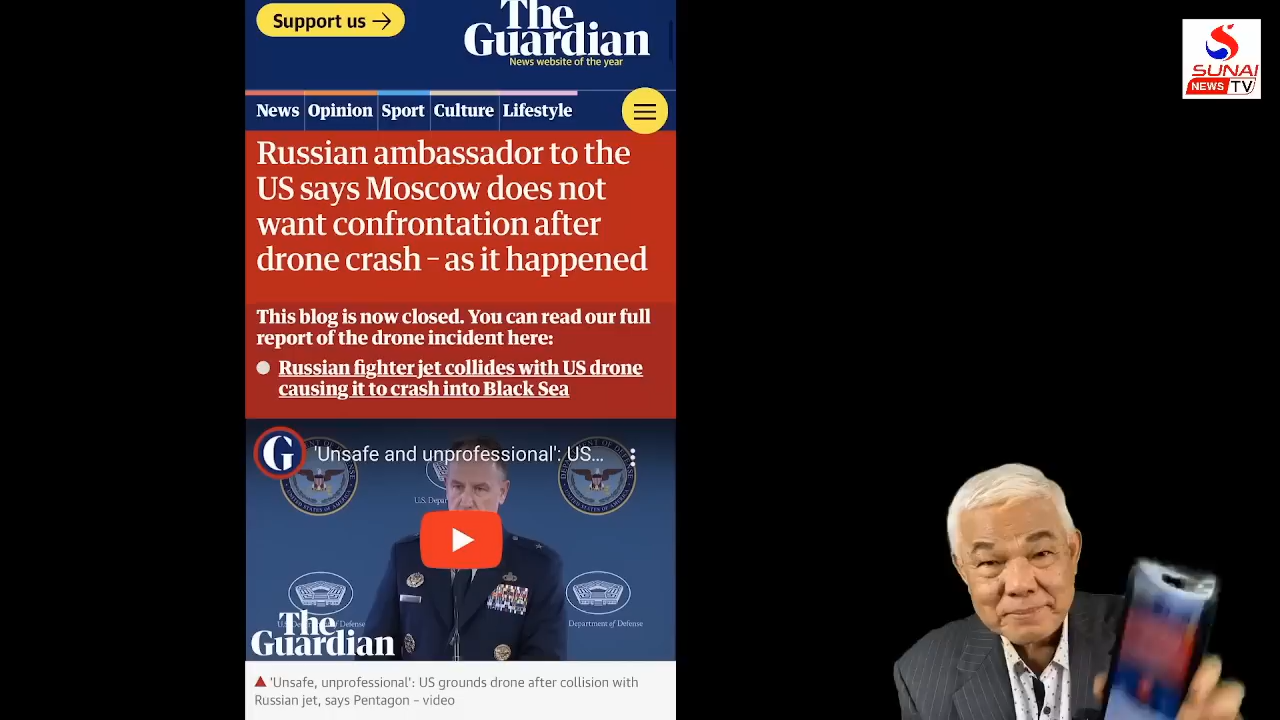 Support us →
The
Guardian
News website of the year
SUNAI
NEWS TV
News Opinion Sport Culture Lifestyle
Russian ambassador to the
US says Moscow does not
want confrontation after
drone crash – as it happened
This blog is now closed. You can read our full
report of the drone incident here:
Russian fighter jet collides with US drone
causing it to crash into Black Sea
G
'Unsafe and unprofessional': US...
U.S. Depar
Department of Defense
The
Guardian
'Unsafe, unprofessional': US grounds drone after collision with
Russian jet, says Pentagon – video